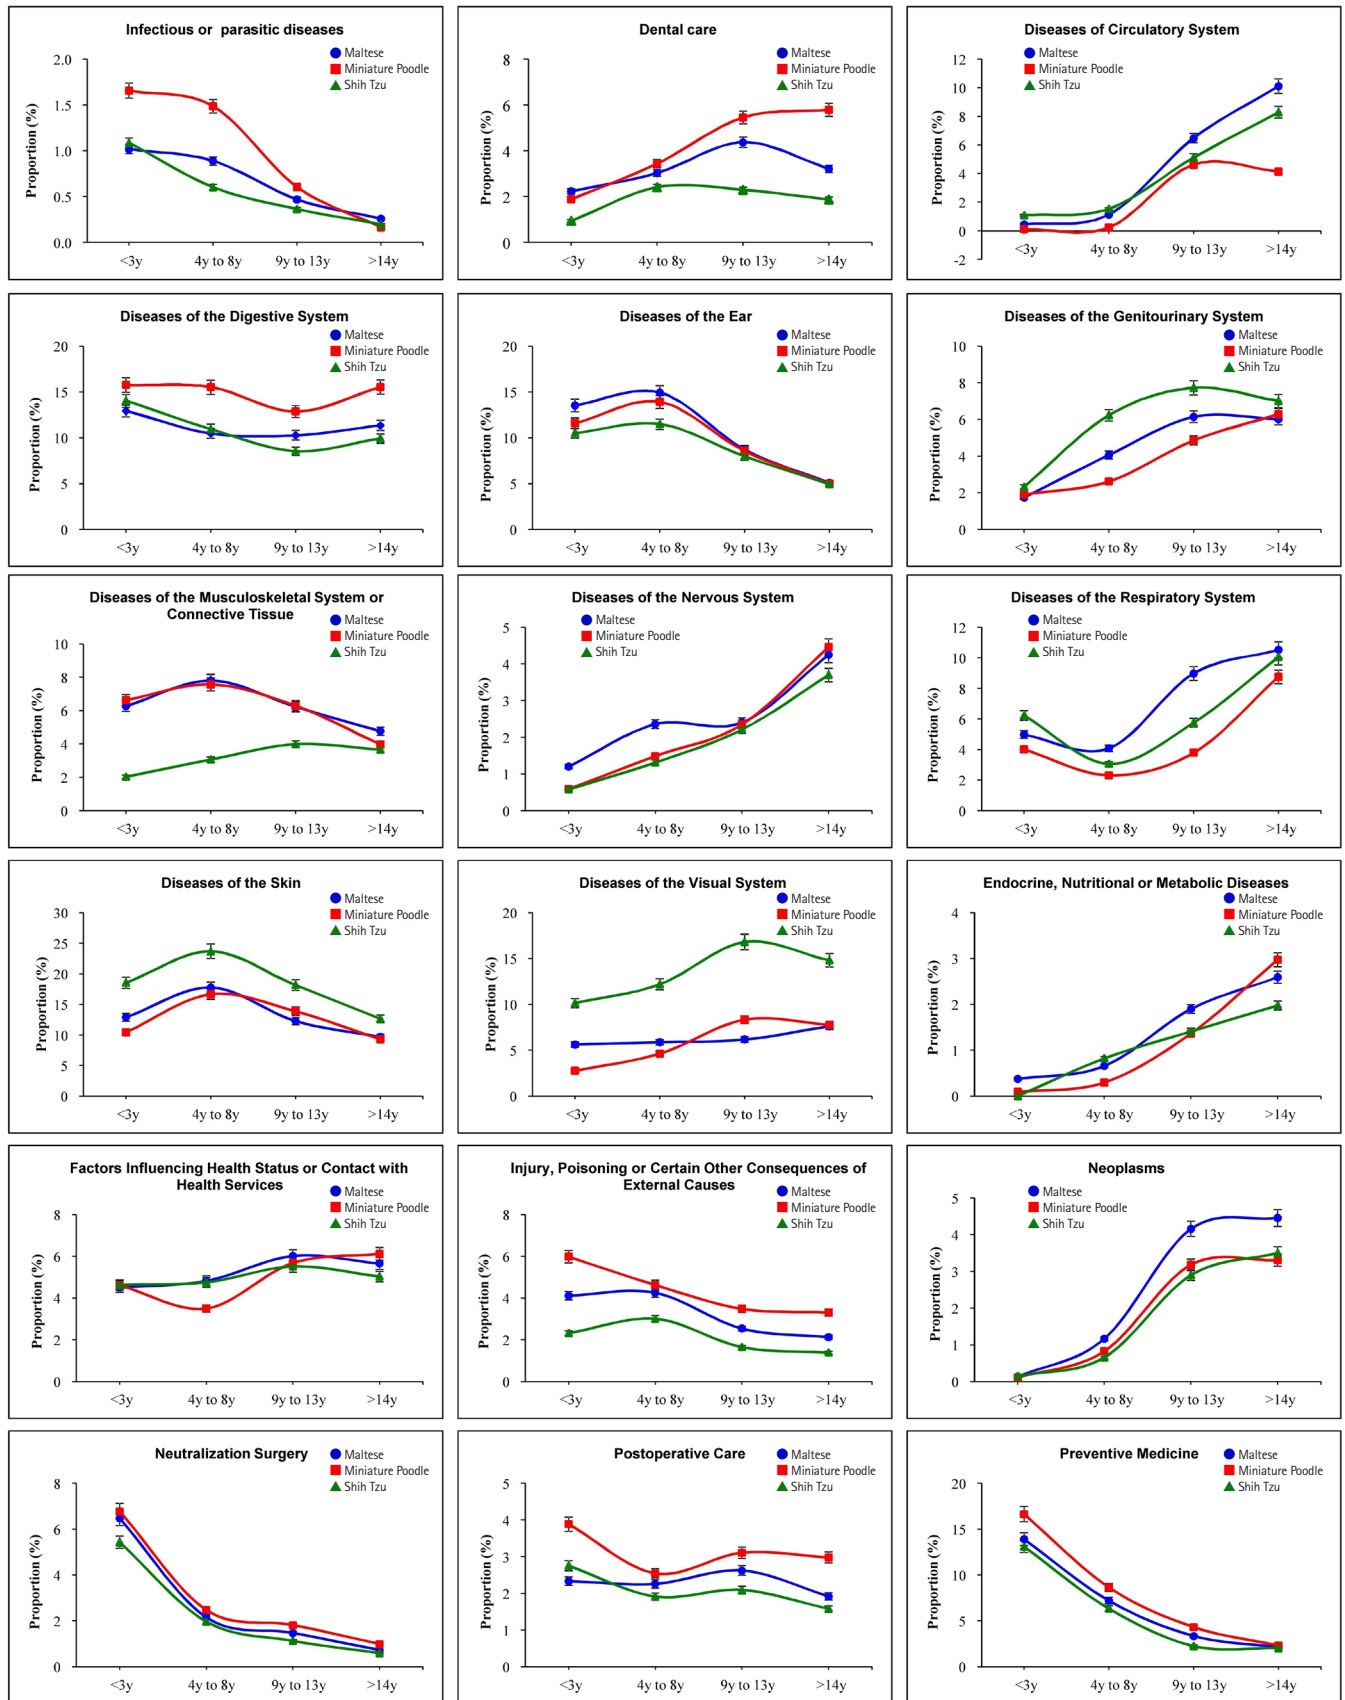 Infectious or parasitic diseases
Maltese
Miniature Poodle
Shih Tzu
Proportion (%)
2.0
1.5
1.0
0.5
0.0
<3y
4y to 8y
9y to 13y
>14y
Dental care
Maltese
Miniature Poodle
Shih Tzu
Proportion (%)
8
6
4
2
0
<3y
4y to 8y
9y to 13y
>14y
Diseases of Circulatory System
Maltese
Miniature Poodle
Shih Tzu
Proportion (%)
12
10
8
6
4
2
0
-2
<3y
4y to 8y
9y to 13y
>14y
Diseases of the Digestive System
Maltese
Miniature Poodle
Shih Tzu
Proportion (%)
20
15
10
5
0
<3y
4y to 8y
9y to 13y
>14y
Diseases of the Ear
Maltese
Miniature Poodle
Shih Tzu
Proportion (%)
20
15
10
5
0
<3y
4y to 8y
9y to 13y
>14y
Diseases of the Genitourinary System
Maltese
Miniature Poodle
Shih Tzu
Proportion (%)
10
8
6
4
2
0
<3y
4y to 8y
9y to 13y
>14y
Diseases of the Musculoskeletal System or
Connective Tissue
Maltese
Miniature Poodle
Shih Tzu
Proportion (%)
10
8
6
4
2
0
<3y
4y to 8y
9y to 13y
>14y
Diseases of the Nervous System
Maltese
Miniature Poodle
Shih Tzu
Proportion (%)
5
4
3
2
1
0
<3y
4y to 8y
9y to 13y
>14y
Diseases of the Respiratory System
Maltese
Miniature Poodle
Shih Tzu
Proportion (%)
12
10
8
6
4
2
0
<3y
4y to 8y
9y to 13y
>14y
Diseases of the Skin
Maltese
Miniature Poodle
Shih Tzu
Proportion (%)
30
25
20
15
10
5
0
<3y
4y to 8y
9y to 13y
>14y
Diseases of the Visual System
Maltese
Miniature Poodle
Shih Tzu
Proportion (%)
20
15
10
5
0
<3y
4y to 8y
9y to 13y
>14y
Endocrine, Nutritional or Metabolic Diseases
Maltese
Miniature Poodle
Shih Tzu
Proportion (%)
4
3
2
1
0
<3y
4y to 8y
9y to 13y
>14y
Factors Influencing Health Status or Contact with
Health Services
Maltese
Miniature Poodle
Shih Tzu
Proportion (%)
8
6
4
2
0
<3y
4y to 8y
9y to 13y
>14y
Injury, Poisoning or Certain Other Consequences of
External Causes
Maltese
Miniature Poodle
Shih Tzu
Proportion (%)
8
6
4
2
0
<3y
4y to 8y
9y to 13y
>14y
Neoplasms
Maltese
Miniature Poodle
Shih Tzu
Proportion (%)
5
4
3
2
1
0
<3y
4y to 8y
9y to 13y
>14y
Neutralization Surgery
Maltese
Miniature Poodle
Shih Tzu
Proportion (%)
8
6
4
2
0
<3y
4y to 8y
9y to 13y
>14y
Postoperative Care
Maltese
Miniature Poodle
Shih Tzu
Proportion (%)
5
4
3
2
1
0
<3y
4y to 8y
9y to 13y
>14y
Preventive Medicine
Maltese
Miniature Poodle
Shih Tzu
Proportion (%)
20
15
10
5
0
<3y
4y to 8y
9y to 13y
>14y